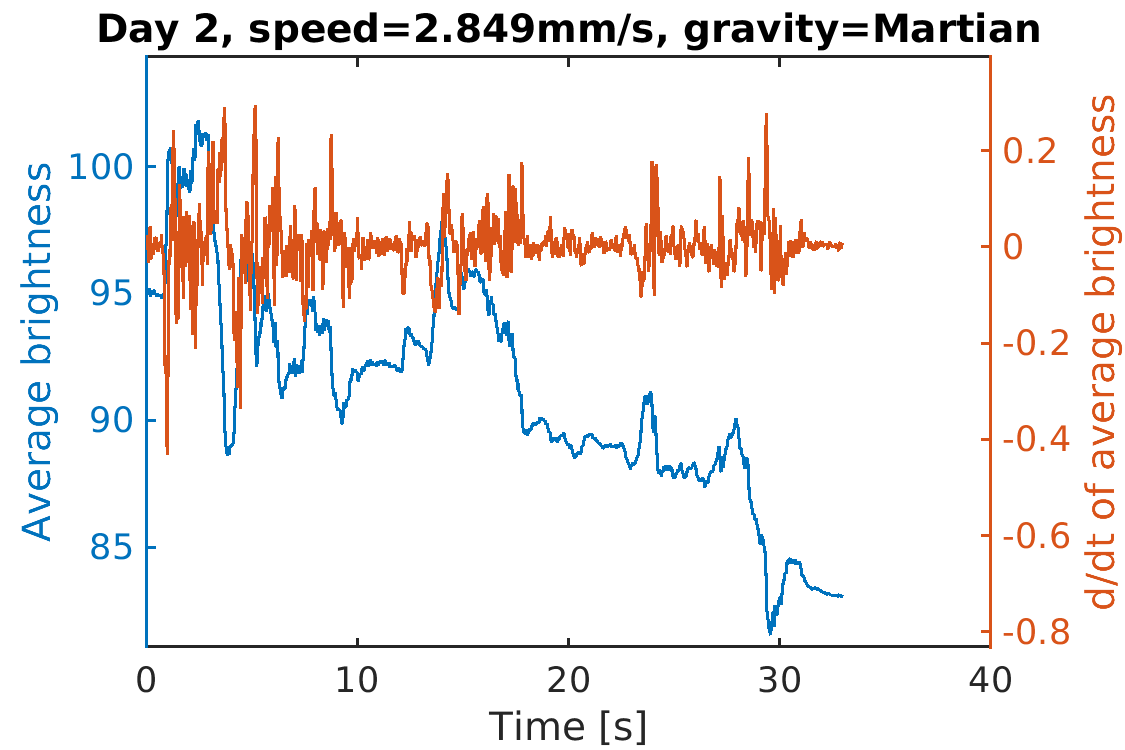 Day 2, speed=2.849mm/s, gravity=Martian
Average brightness
100
95
90
85
0.2
0
-0.2
-0.4
-0.6
-0.8
d/dt of average brightness
0 10 20 30 40
Time [s]